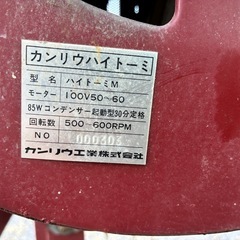 カンリウハイトーミ
型名 ハイトーミM
モーター 100V50~60
85Wコンデンサー起動型30分定格
回転数 500-600RPM
NO 000303
カンリウ工業株式会社